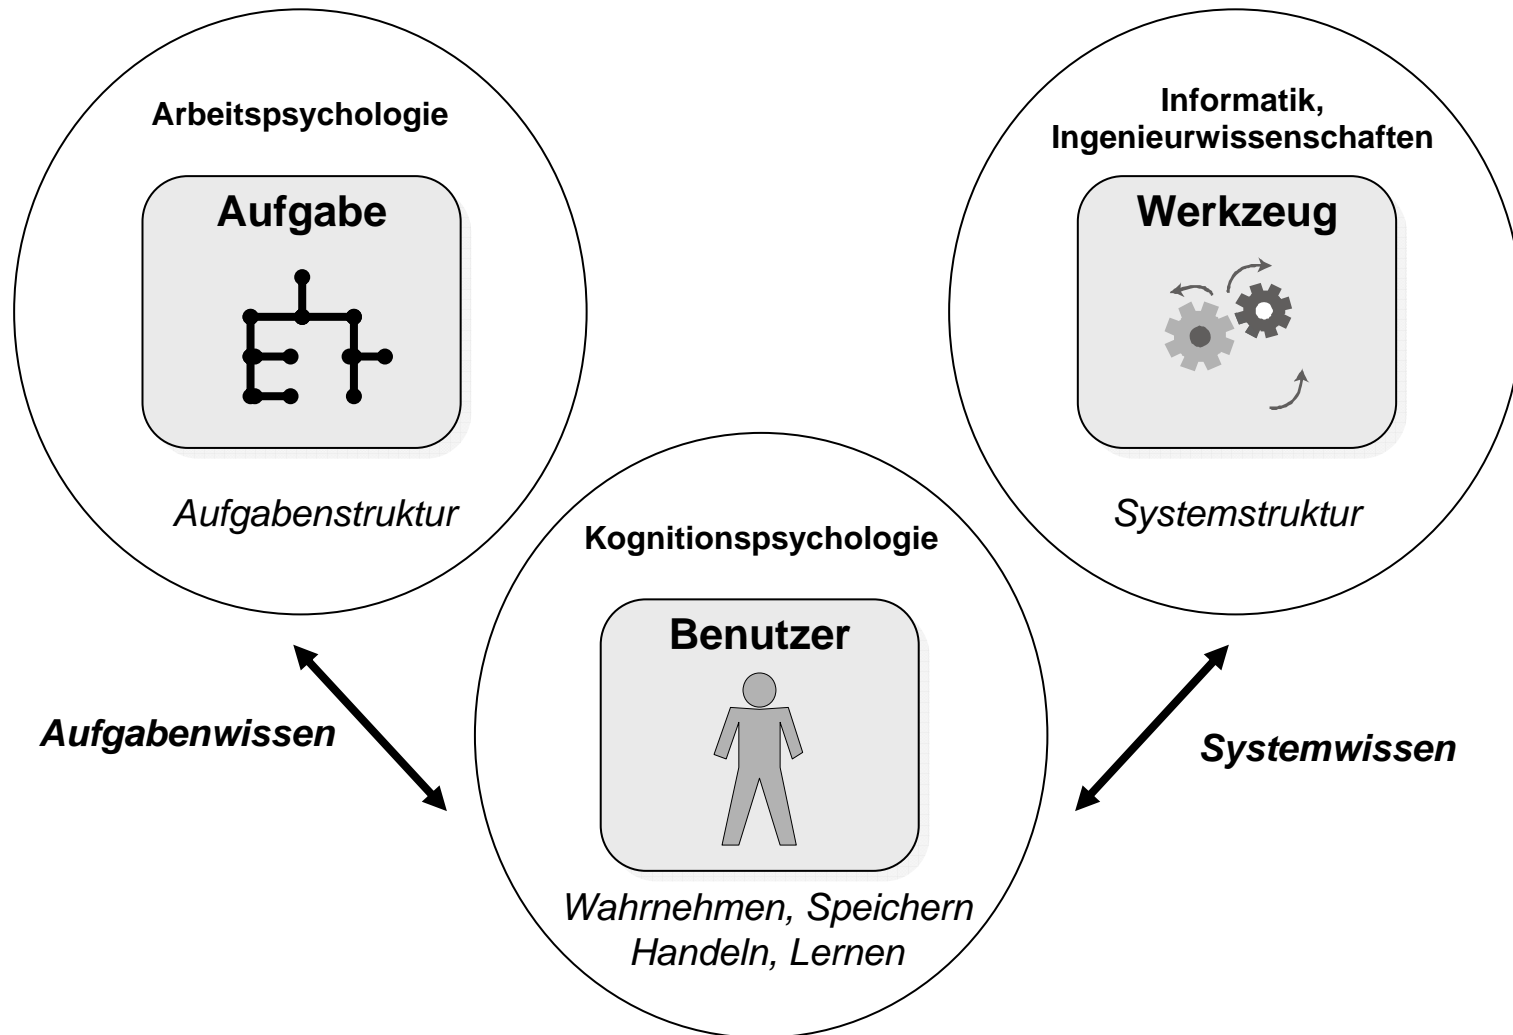 Arbeitspsychologie
Aufgabe
Aufgabenstruktur
Informatik,
Ingenieurwissenschaften
Werkzeug
Systemstruktur
Kognitionspsychologie
Benutzer
Wahrnehmen, Speichern
Handeln, Lernen
Aufgabenwissen
Systemwissen